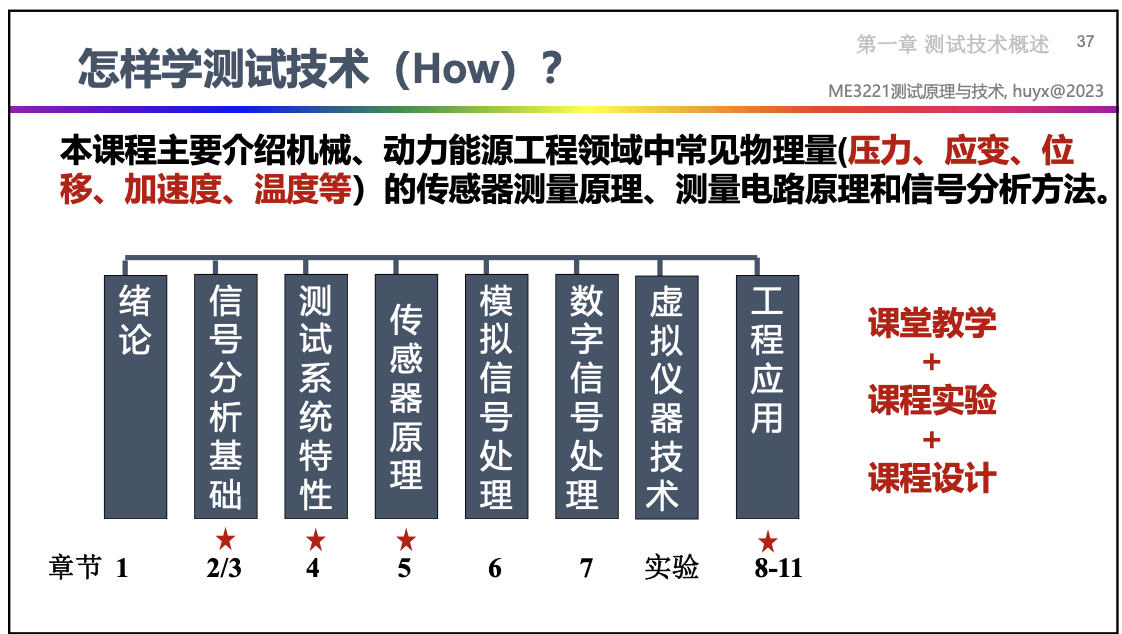 第一章 测试技术概述 37
怎样学测试技术（How）？
ME3221测试原理与技术, huyx@2023
本课程主要介绍机械、动力能源工程领域中常见物理量(压力、应变、位
移、加速度、温度等）的传感器测量原理、测量电路原理和信号分析方法。
绪论
信号分析基础
测试系统特性
传感器原理
模拟信号处理
数字信号处理
虚拟仪器技术
工程应用
课堂教学
+
课程实验
+
课程设计
★ ★ ★ ★
章节 1 2/3 4 5 6 7 实验 8-11